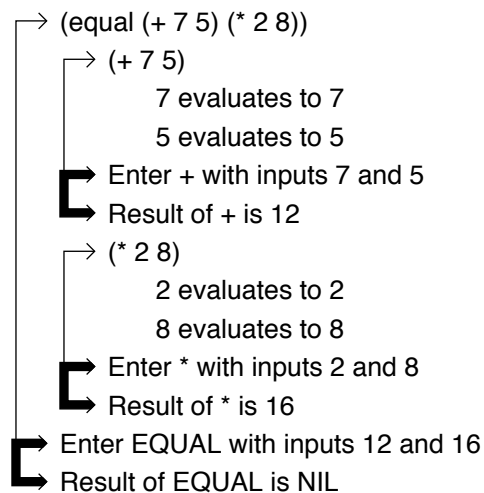 (equal (+ 7 5) (* 2 8))
(+ 7 5)
7 evaluates to 7
5 evaluates to 5
Enter + with inputs 7 and 5
Result of + is 12
(* 2 8)
2 evaluates to 2
8 evaluates to 8
Enter * with inputs 2 and 8
Result of * is 16
Enter EQUAL with inputs 12 and 16
Result of EQUAL is NIL